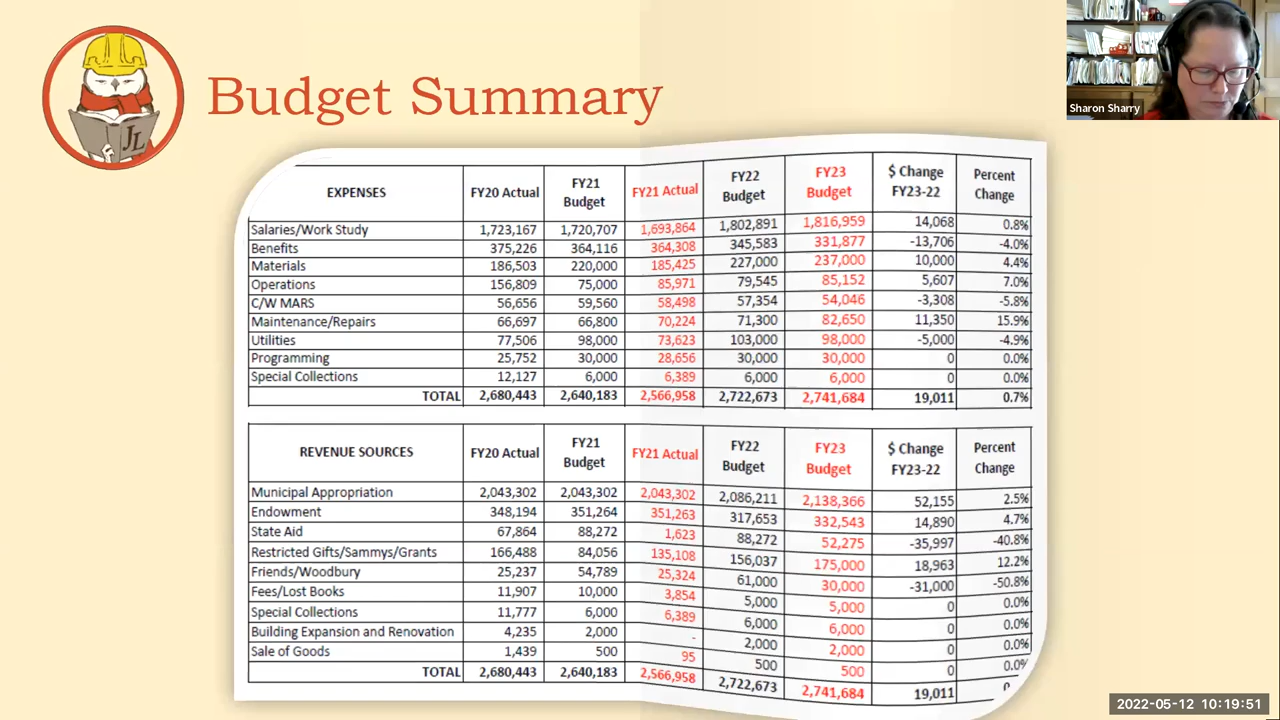 Budget Summary
Sharon Sharry
JL
EXPENSES FY20 Actual FY21 Budget FY21 Actual FY22 Budget FY23 Budget $ Change FY23-22 Percent Change
Salaries/Work Study 1,723,167 1,720,707 1,693,864 1,802,891 1,816,959 14,068 0.8%
Benefits 375,226 364,116 364,308 345,583 331,877 -13,706 -4.0%
Materials 186,503 220,000 185,425 227,000 237,000 10,000 4.4%
Operations 156,809 75,000 85,971 79,545 85,152 5,607 7.0%
C/W MARS 56,656 59,560 58,498 57,354 54,046 -3,308 -5.8%
Maintenance/Repairs 66,697 66,800 70,224 71,300 82,650 11,350 15.9%
Utilities 77,506 98,000 73,623 103,000 98,000 -5,000 -4.9%
Programming 25,752 30,000 28,656 30,000 30,000 0 0.0%
Special Collections 12,127 6,000 6,389 6,000 6,000 0 0.0%
TOTAL 2,680,443 2,640,183 2,566,958 2,722,673 2,741,684 19,011 0.7%
REVENUE SOURCES FY20 Actual FY21 Budget FY21 Actual FY22 Budget FY23 Budget $ Change FY23-22 Percent Change
Municipal Appropriation 2,043,302 2,043,302 2,043,302 2,086,211 2,138,366 52,155 2.5%
Endowment 348,194 351,264 351,263 317,653 332,543 14,890 4.7%
State Aid 67,864 88,272 1,623 88,272 52,275 -35,997 -40.8%
Restricted Gifts/Sammys/Grants 166,488 84,056 135,108 156,037 175,000 18,963 12.2%
Friends/Woodbury 25,237 54,789 25,324 61,000 30,000 -31,000 -50.8%
Fees/Lost Books 11,907 10,000 3,854 5,000 5,000 0 0.0%
Special Collections 11,777 6,000 6,389 6,000 6,000 0 0.0%
Building Expansion and Renovation 4,235 2,000 - 2,000 2,000 0 0.0%
Sale of Goods 1,439 500 95 500 500 0 0.0%
TOTAL 2,680,443 2,640,183 2,566,958 2,722,673 2,741,684 19,011
2022-05-12 10:19:51